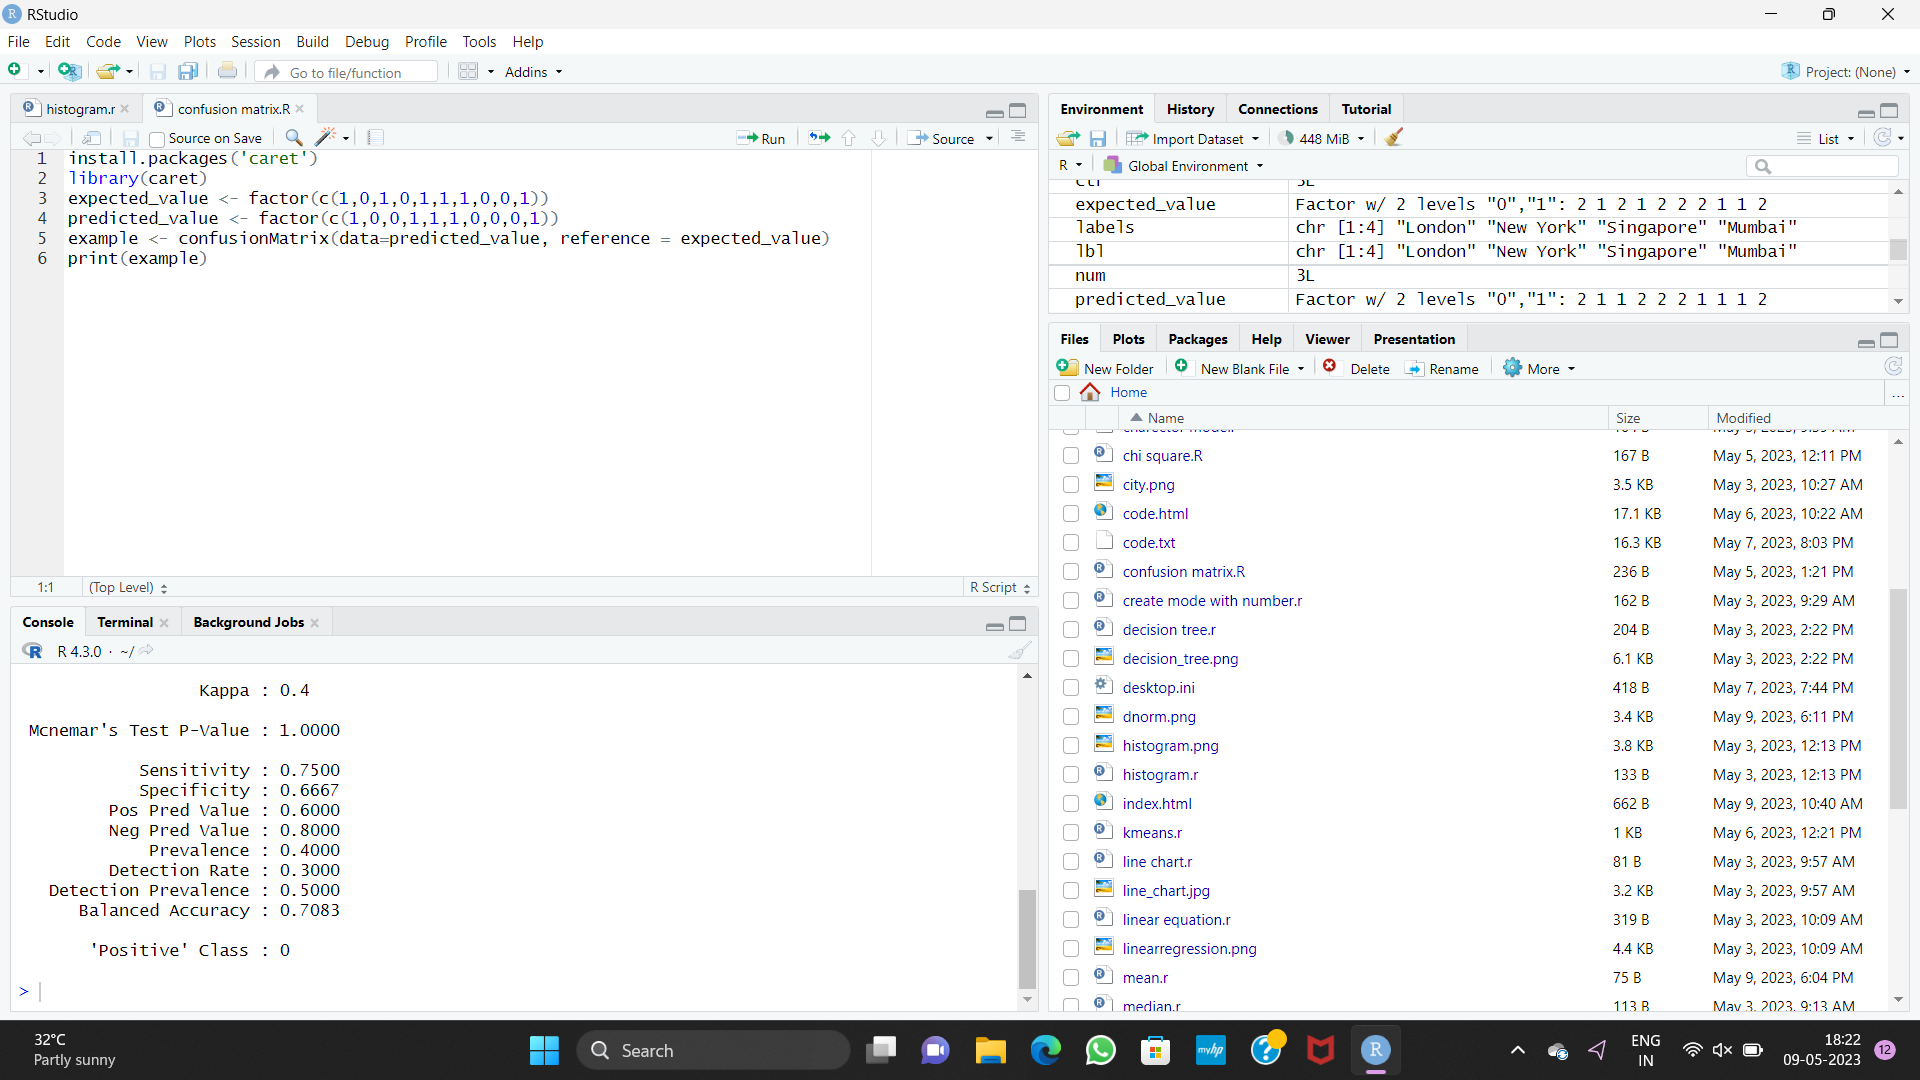 RStudio
File Edit Code View Plots Session Build Debug Profile Tools Help
Go to file/function Addins Project: (None)
histogram.r confusion matrix.R
Source on Save Run Source
1 install.packages('caret')
2 library(caret)
3 expected_value <- factor(c(1,0,1,0,1,1,1,0,0,1))
4 predicted_value <- factor(c(1,0,0,1,1,1,0,0,0,1))
5 example <- confusionMatrix(data=predicted_value, reference = expected_value)
6 print(example)
1:1 (Top Level) R Script
Console Terminal Background Jobs
R 4.3.0 · ~/
Kappa : 0.4
Mcnemar's Test P-Value : 1.0000
Sensitivity : 0.7500
Specificity : 0.6667
Pos Pred Value : 0.6000
Neg Pred Value : 0.8000
Prevalence : 0.4000
Detection Rate : 0.3000
Detection Prevalence : 0.5000
Balanced Accuracy : 0.7083
'Positive' Class : 0
>
Environment History Connections Tutorial
Import Dataset 448 MiB List
R Global Environment
expected_value Factor w/ 2 levels "0","1": 2 1 2 1 2 2 2 1 1 2
labels chr [1:4] "London" "New York" "Singapore" "Mumbai"
lbl chr [1:4] "London" "New York" "Singapore" "Mumbai"
num 3L
predicted_value Factor w/ 2 levels "0","1": 2 1 1 2 2 2 1 1 1 2
Files Plots Packages Help Viewer Presentation
New Folder New Blank File Delete Rename More
Home ...
Name Size Modified
chi square.R 167 B May 5, 2023, 12:11 PM
city.png 3.5 KB May 3, 2023, 10:27 AM
code.html 17.1 KB May 6, 2023, 10:22 AM
code.txt 16.3 KB May 7, 2023, 8:03 PM
confusion matrix.R 236 B May 5, 2023, 1:21 PM
create mode with number.r 162 B May 3, 2023, 9:29 AM
decision tree.r 204 B May 3, 2023, 2:22 PM
decision_tree.png 6.1 KB May 3, 2023, 2:22 PM
desktop.ini 418 B May 7, 2023, 7:44 PM
dnorm.png 3.4 KB May 9, 2023, 6:11 PM
histogram.png 3.8 KB May 3, 2023, 12:13 PM
histogram.r 133 B May 3, 2023, 12:13 PM
index.html 662 B May 9, 2023, 10:40 AM
kmeans.r 1 KB May 6, 2023, 12:21 PM
line chart.r 81 B May 3, 2023, 9:57 AM
line_chart.jpg 3.2 KB May 3, 2023, 9:57 AM
linear equation.r 319 B May 3, 2023, 10:09 AM
linearregression.png 4.4 KB May 3, 2023, 10:09 AM
mean.r 75 B May 9, 2023, 6:04 PM
median.r 113 B May 3, 2023, 9:13 AM
32°C
Partly sunny
Search
myhp
ENG
IN
18:22
09-05-2023
12